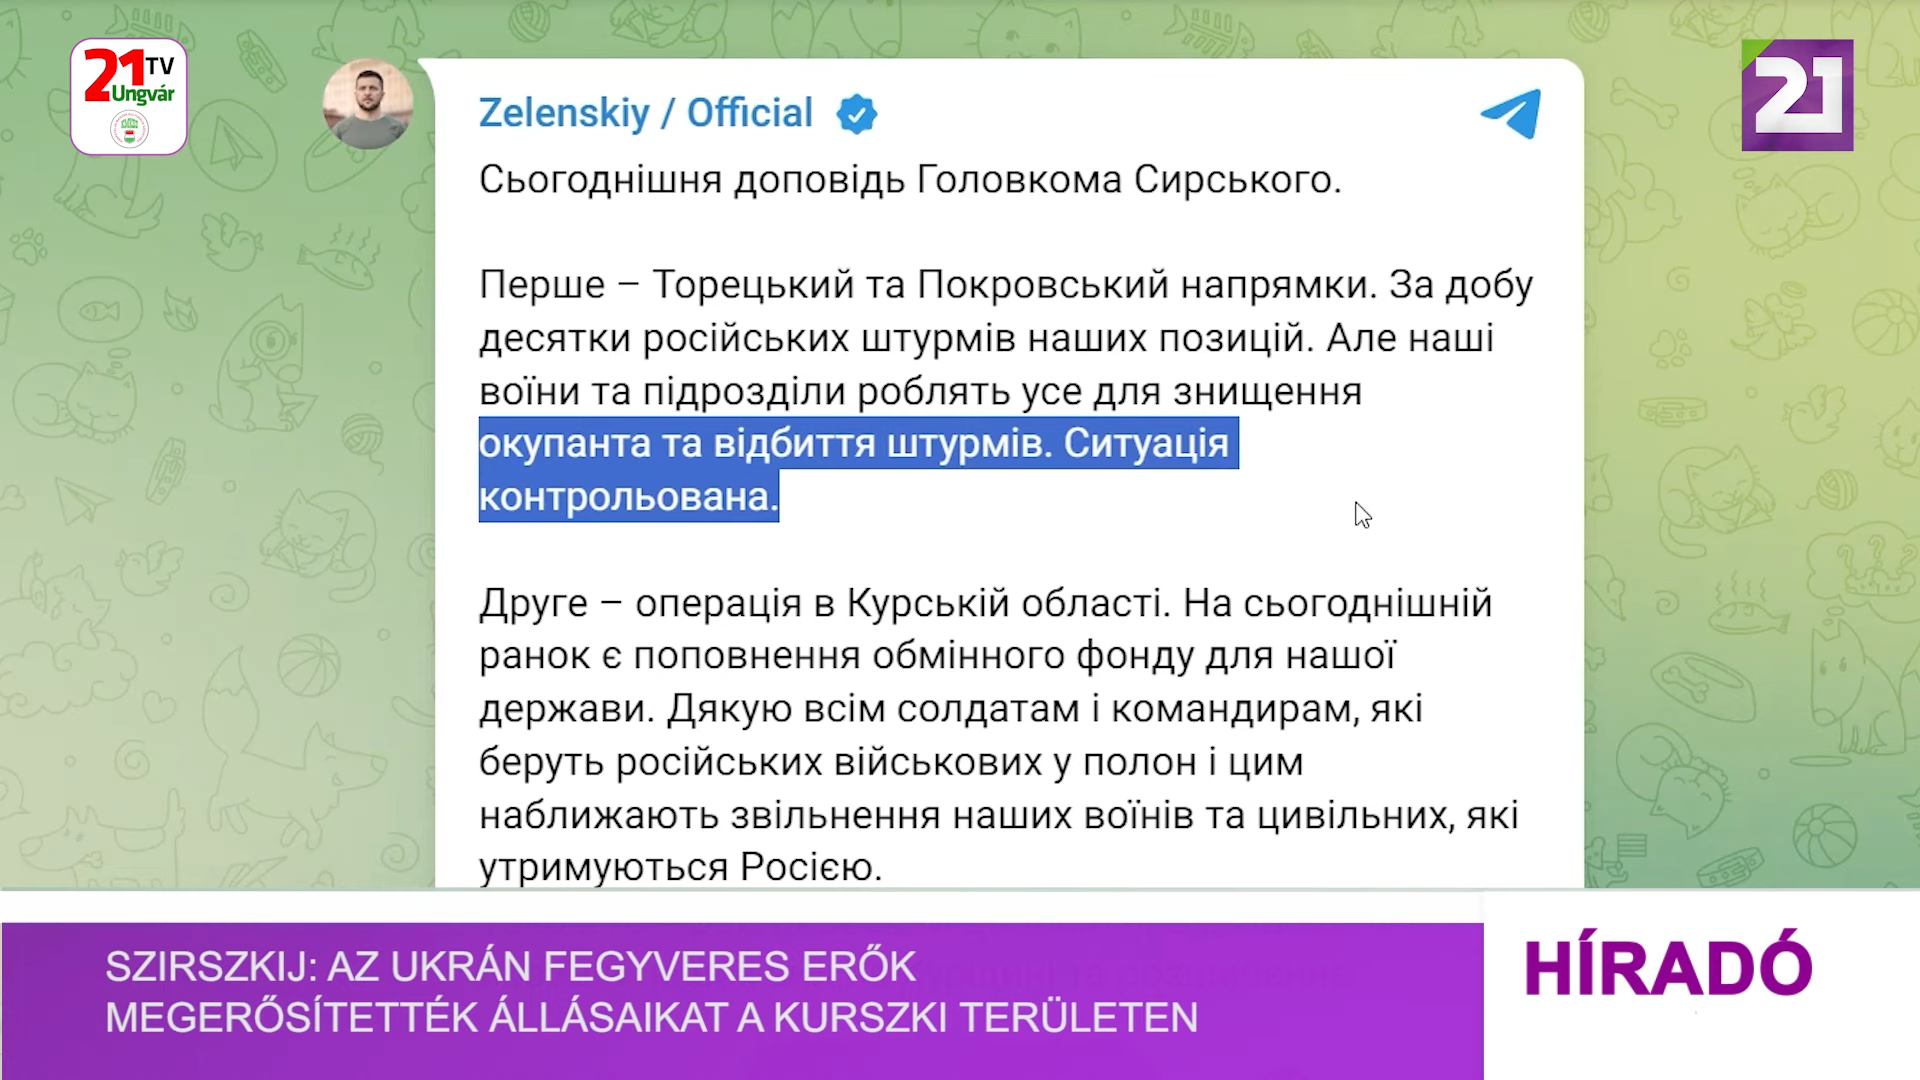 21 TV
Ungvár
21
Zelenskiy / Official
Сьогоднішня доповідь Головкома Сирського.
Перше – Торецький та Покровський напрямки. За добу
десятки російських штурмів наших позицій. Але наші
воїни та підрозділи роблять усе для знищення
окупанта та відбиття штурмів. Ситуація
контрольована.
Друге – операція в Курській області. На сьогоднішній
ранок є поповнення обмінного фонду для нашої
держави. Дякую всім солдатам і командирам, які
беруть російських військових у полон і цим
наближають звільнення наших воїнів та цивільних, які
утримуються Росією.
SZIRSZKIJ: AZ UKRÁN FEGYVERES ERŐK
MEGERŐSÍTETTÉK ÁLLÁSAIKAT A KURSZKI TERÜLETEN
HÍRADÓ